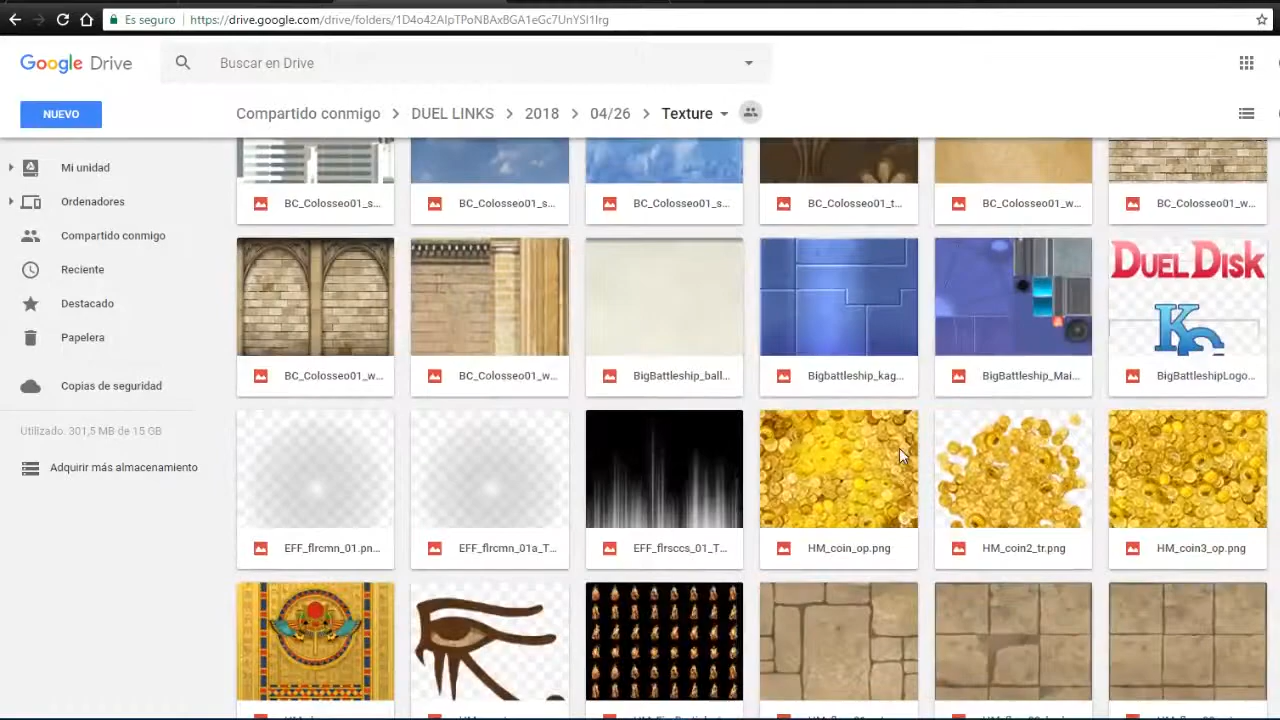 Es seguro
https://drive.google.com/drive/folders/1D4o42AlpTPoNBAxBGA1eGc7UnYSl1Irg
Google Drive
Buscar en Drive
NUEVO
Compartido conmigo > DUEL LINKS > 2018 > 04/26 > Texture
Mi unidad
Ordenadores
Compartido conmigo
Reciente
Destacado
Papelera
Copias de seguridad
Utilizado: 301,5 MB de 15 GB
Adquirir más almacenamiento
BC_Colosseo01_s... BC_Colosseo01_s... BC_Colosseo01_s... BC_Colosseo01_t... BC_Colosseo01_w... BC_Colosseo01_w...
DUEL DISK
KC
BC_Colosseo01_w... BC_Colosseo01_w... BigBattleship_ball... Bigbattleship_kag... BigBattleship_Mai... BigBattleshipLogo...
EFF_flrcmn_01.pn... EFF_flrcmn_01a_T... EFF_flrsccs_01_T... HM_coin_op.png HM_coin2_tr.png HM_coin3_op.png